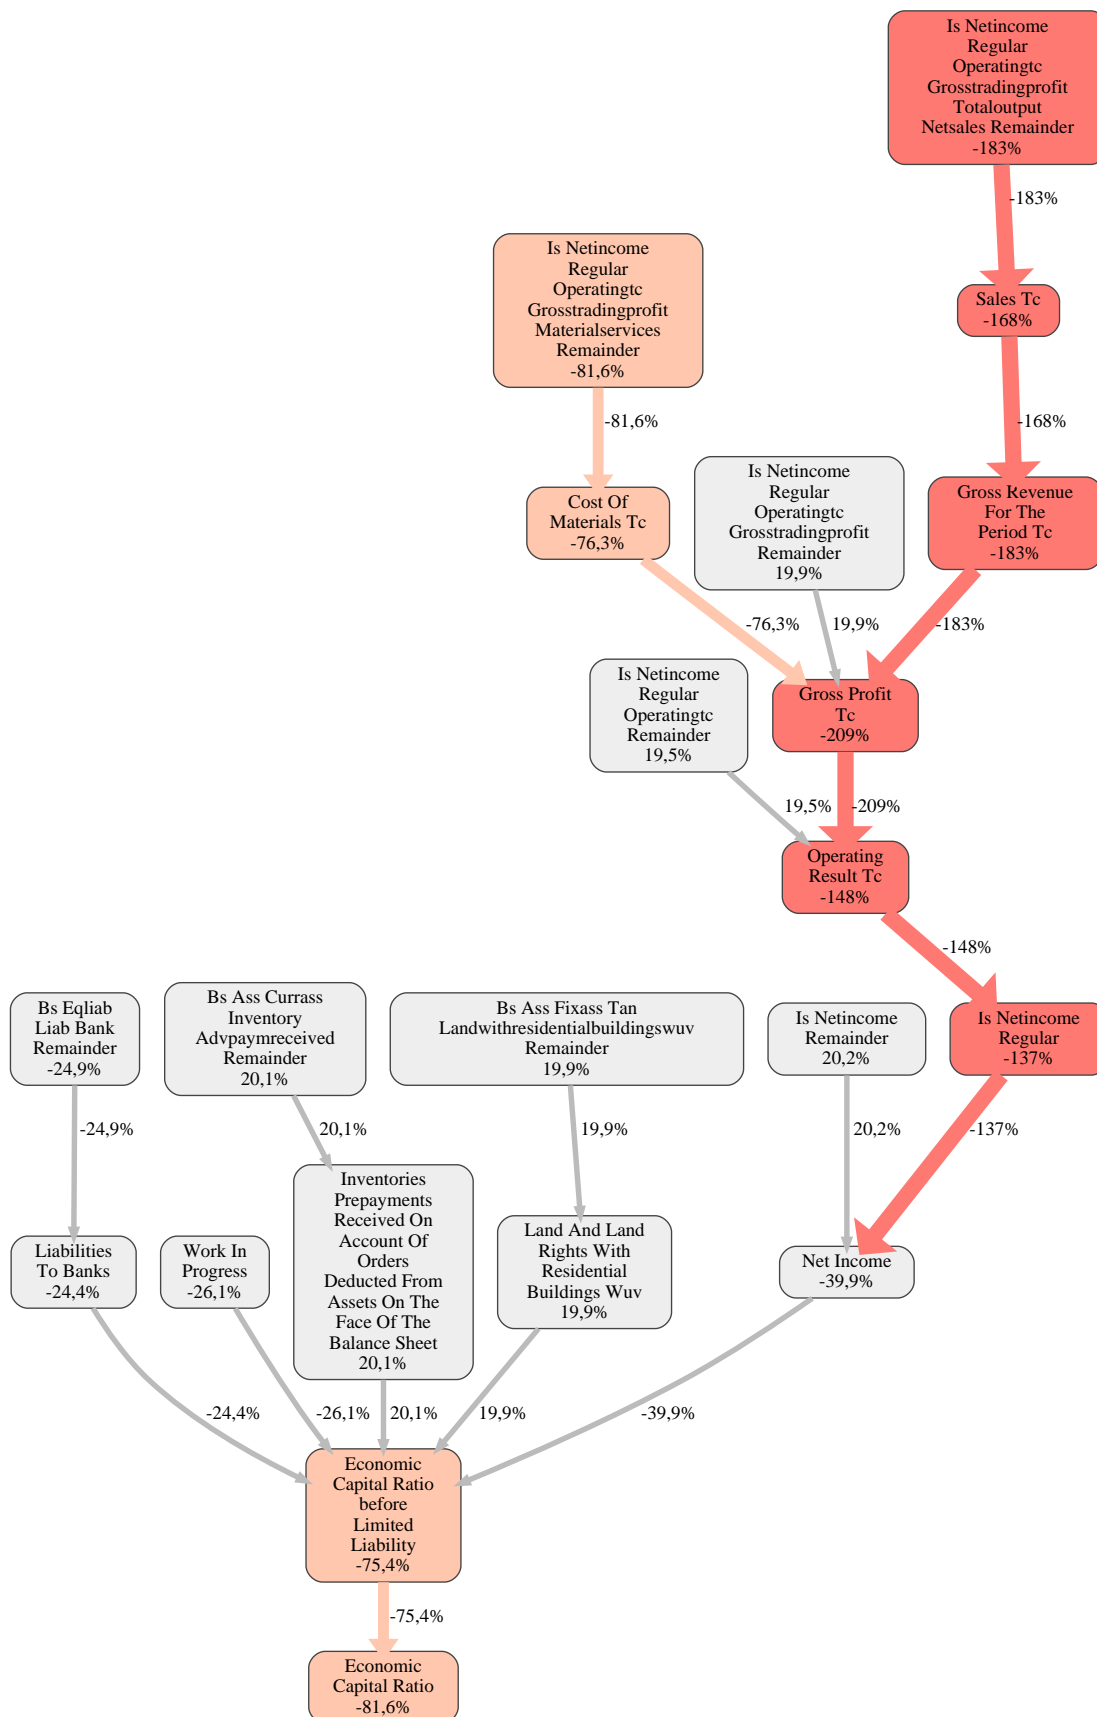 Is Netincome
Regular
Operatingtc
Grosstradingprofit
Totaloutput
Netsales Remainder
-183%
-183%
Is Netincome
Regular
Operatingtc
Grosstradingprofit
Materialservices
Remainder
-81,6%
Sales Tc
-168%
-81,6%
-168%
Is Netincome
Regular
Operatingtc
Grosstradingprofit
Remainder
19,9%
Cost Of
Materials Tc
-76,3%
Gross Revenue
For The
Period Tc
-183%
-76,3%
19,9%
-183%
Is Netincome
Regular
Operatingtc
Remainder
19,5%
Gross Profit
Tc
-209%
19,5%
-209%
Operating
Result Tc
-148%
-148%
Bs Eqliab
Liab Bank
Remainder
-24,9%
Bs Ass Currass
Inventory
Advpaymreceived
Remainder
20,1%
Bs Ass Fixass Tan
Landwithresidentialbuildingswuv
Remainder
19,9%
Is Netincome
Remainder
20,2%
Is Netincome
Regular
-137%
-24,9%
20,1%
19,9%
20,2%
-137%
Liabilities
To Banks
-24,4%
Work In
Progress
-26,1%
Inventories
Prepayments
Received On
Account Of
Orders
Deducted From
Assets On The
Face Of The
Balance Sheet
20,1%
Land And Land
Rights With
Residential
Buildings Wuv
19,9%
Net Income
-39,9%
-24,4%
-26,1%
20,1%
19,9%
-39,9%
Economic
Capital Ratio
before
Limited
Liability
-75,4%
-75,4%
Economic
Capital Ratio
-81,6%